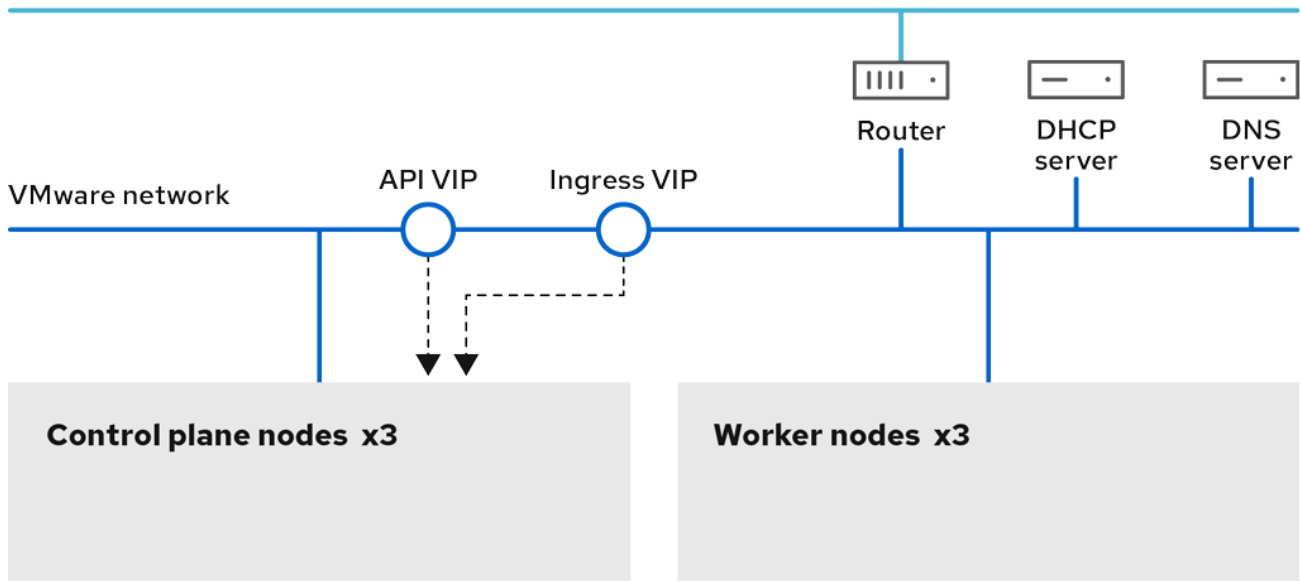 Router
DHCP
server
DNS
server
VMware network
API VIP
Ingress VIP
Control plane nodes x3
Worker nodes x3